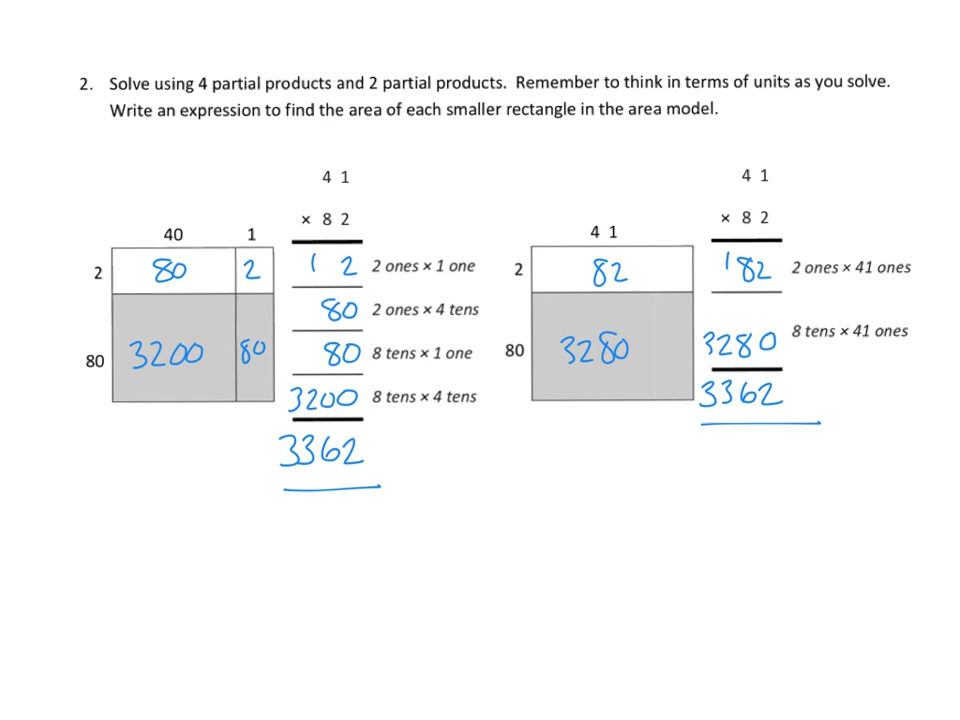 2. Solve using 4 partial products and 2 partial products. Remember to think in terms of units as you solve.
Write an expression to find the area of each smaller rectangle in the area model.
4 1
x 8 2
40 1
2 80 2
80 3200 80
1 2 2 ones × 1 one
80 2 ones × 4 tens
80 8 tens × 1 one
3200 8 tens × 4 tens
3362
4 1
x 8 2
4 1
2 82
80 3280
182 2 ones × 41 ones
3280 8 tens × 41 ones
3362